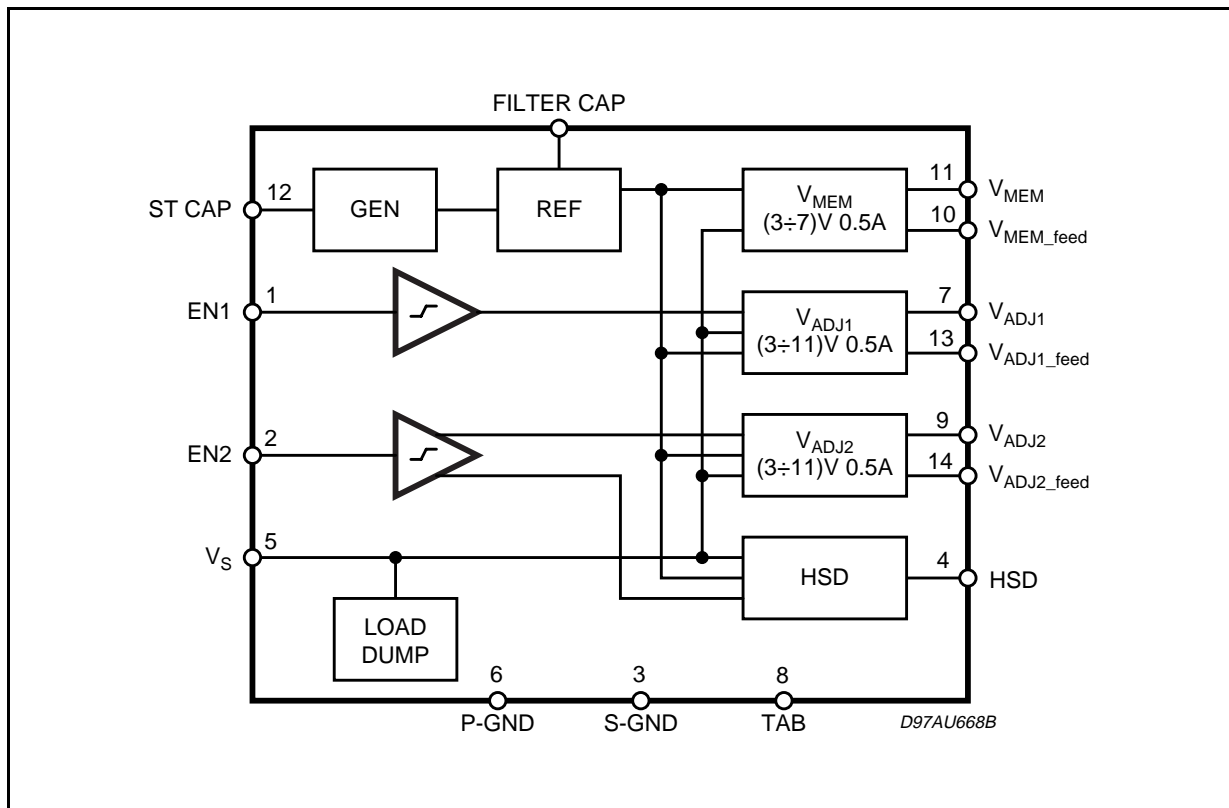 FILTER CAP
ST CAP
12
GEN
REF
V_MEM
(3÷7)V 0.5A
11
V_MEM
10
V_MEM_feed
EN1
1
V_ADJ1
(3÷11)V 0.5A
7
V_ADJ1
13
V_ADJ1_feed
EN2
2
V_ADJ2
(3÷11)V 0.5A
9
V_ADJ2
14
V_ADJ2_feed
V_S
5
HSD
4
HSD
LOAD
DUMP
6
P-GND
3
S-GND
8
TAB
D97AU668B